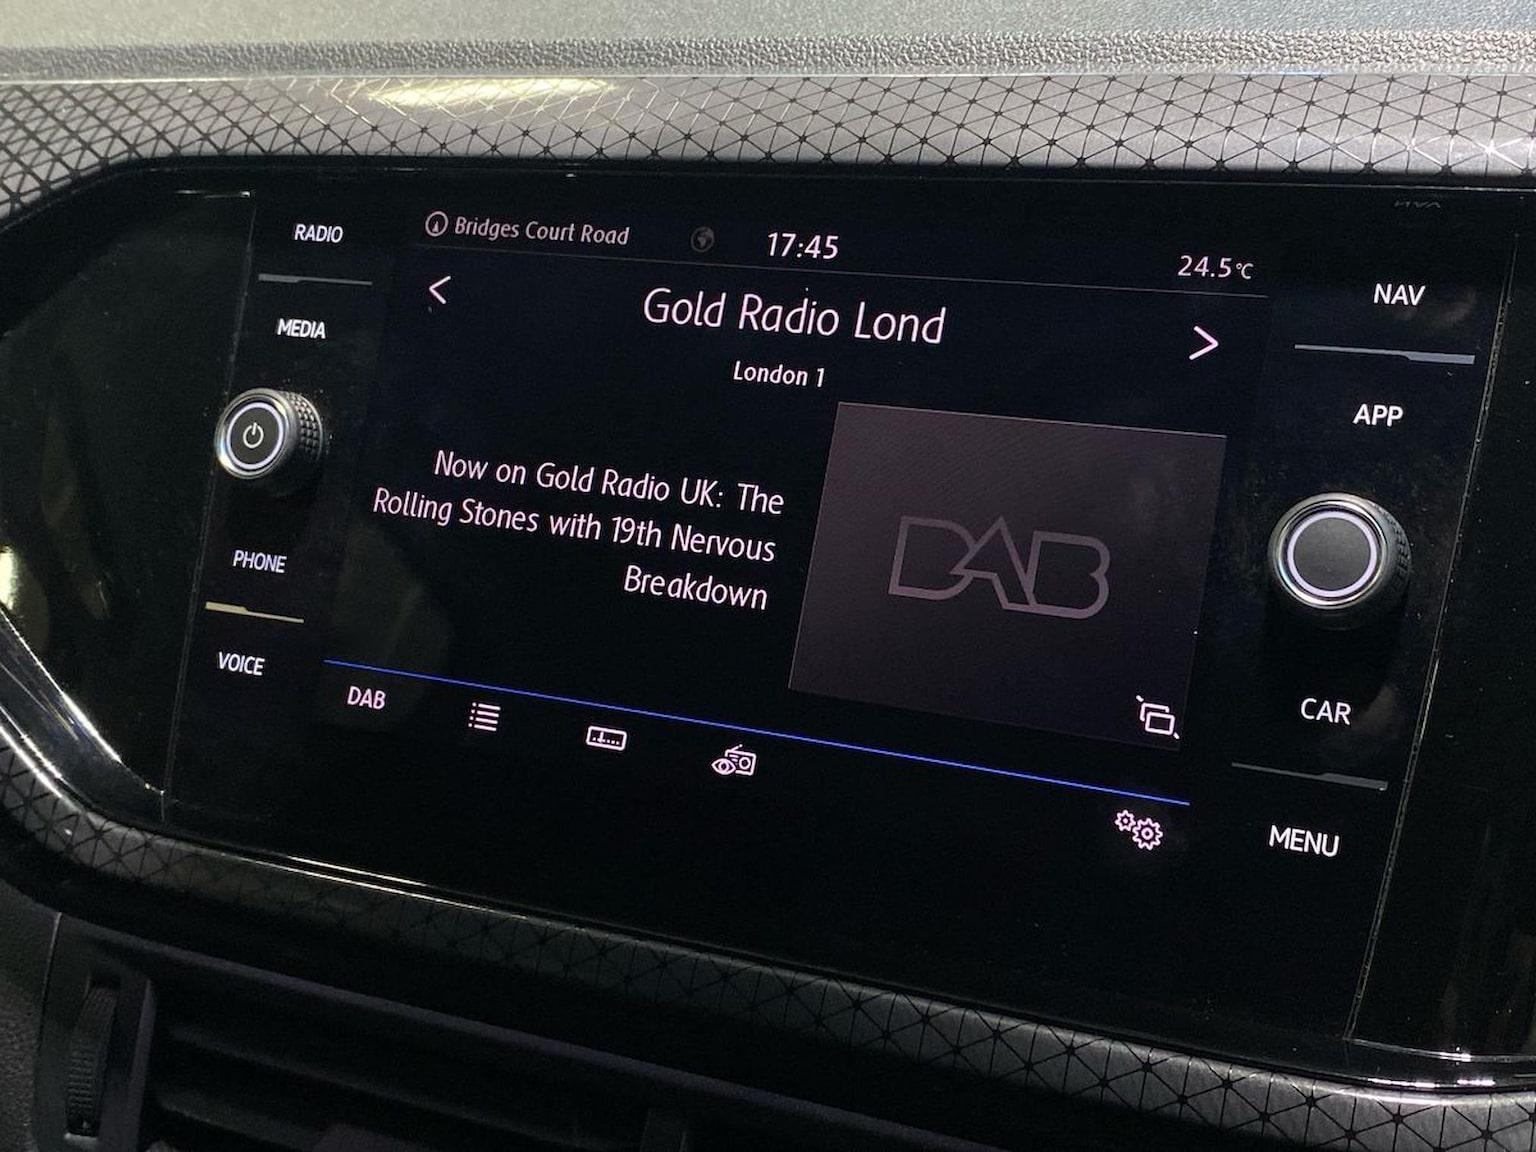 RADIO
MEDIA
PHONE
VOICE
Bridges Court Road
17:45
24.5°C
Gold Radio Lond
London 1
Now on Gold Radio UK: The
Rolling Stones with 19th Nervous
Breakdown
DAB
DAB
NAV
APP
CAR
MENU